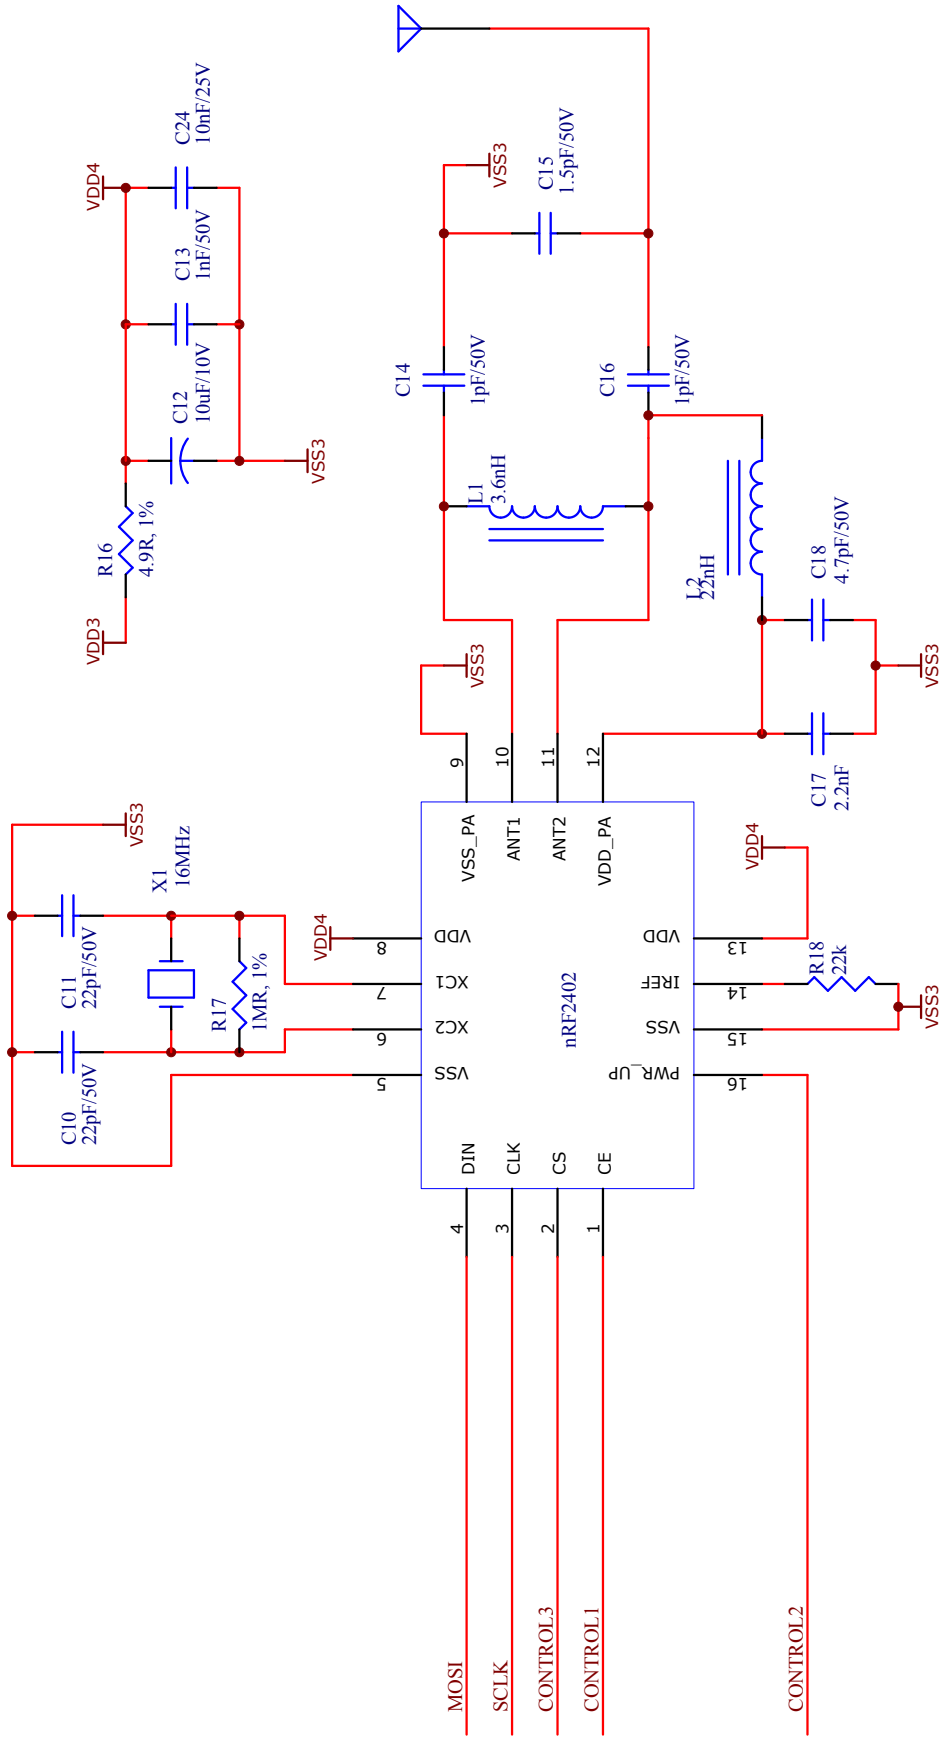 VDD3
R16
4.9R, 1%
VDD4
C12
10uF/10V
C13
1nF/50V
C24
10nF/25V
VSS3
C10
22pF/50V
C11
22pF/50V
X1
16MHz
VSS3
R17
1MR, 1%
VDD4
5
6
7
8
VSS
XC2
XC1
VDD
MOSI
4
DIN
SCLK
3
CLK
CONTROL3
2
CS
CONTROL1
1
CE
nRF2402
VSS_PA
9
ANT1
10
ANT2
11
VDD_PA
12
VSS3
PWR_UP
VSS
IREF
VDD
16
15
14
13
CONTROL2
R18
22k
VSS3
VDD4
L1
3.6nH
C14
1pF/50V
VSS3
C15
1.5pF/50V
C16
1pF/50V
L2
22nH
C17
2.2nF
C18
4.7pF/50V
VSS3